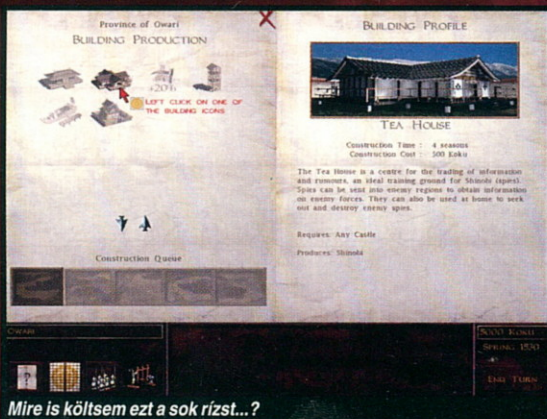 Province of Owari
BUILDING PRODUCTION
+20%
LEFT CLICK ON ONE OF
THE BUILDING ICONS
Construction Queue
BUILDING PROFILE
TEA HOUSE
Construction Time : 4 seasons
Construction Cost : 500 Koku
The Tea House is a centre for the trading of information
and rumours, an ideal training ground for Shinobi (spies).
Spies can be sent into enemy regions to obtain information
on enemy forces. They can also be used at home to seek
out and destroy enemy spies.
Requires: Any Castle
Produces: Shinobi
OWARI
?
5000 KOKU
SPRING 1530
END TURN
Mire is költsem ezt a sok rízst...?